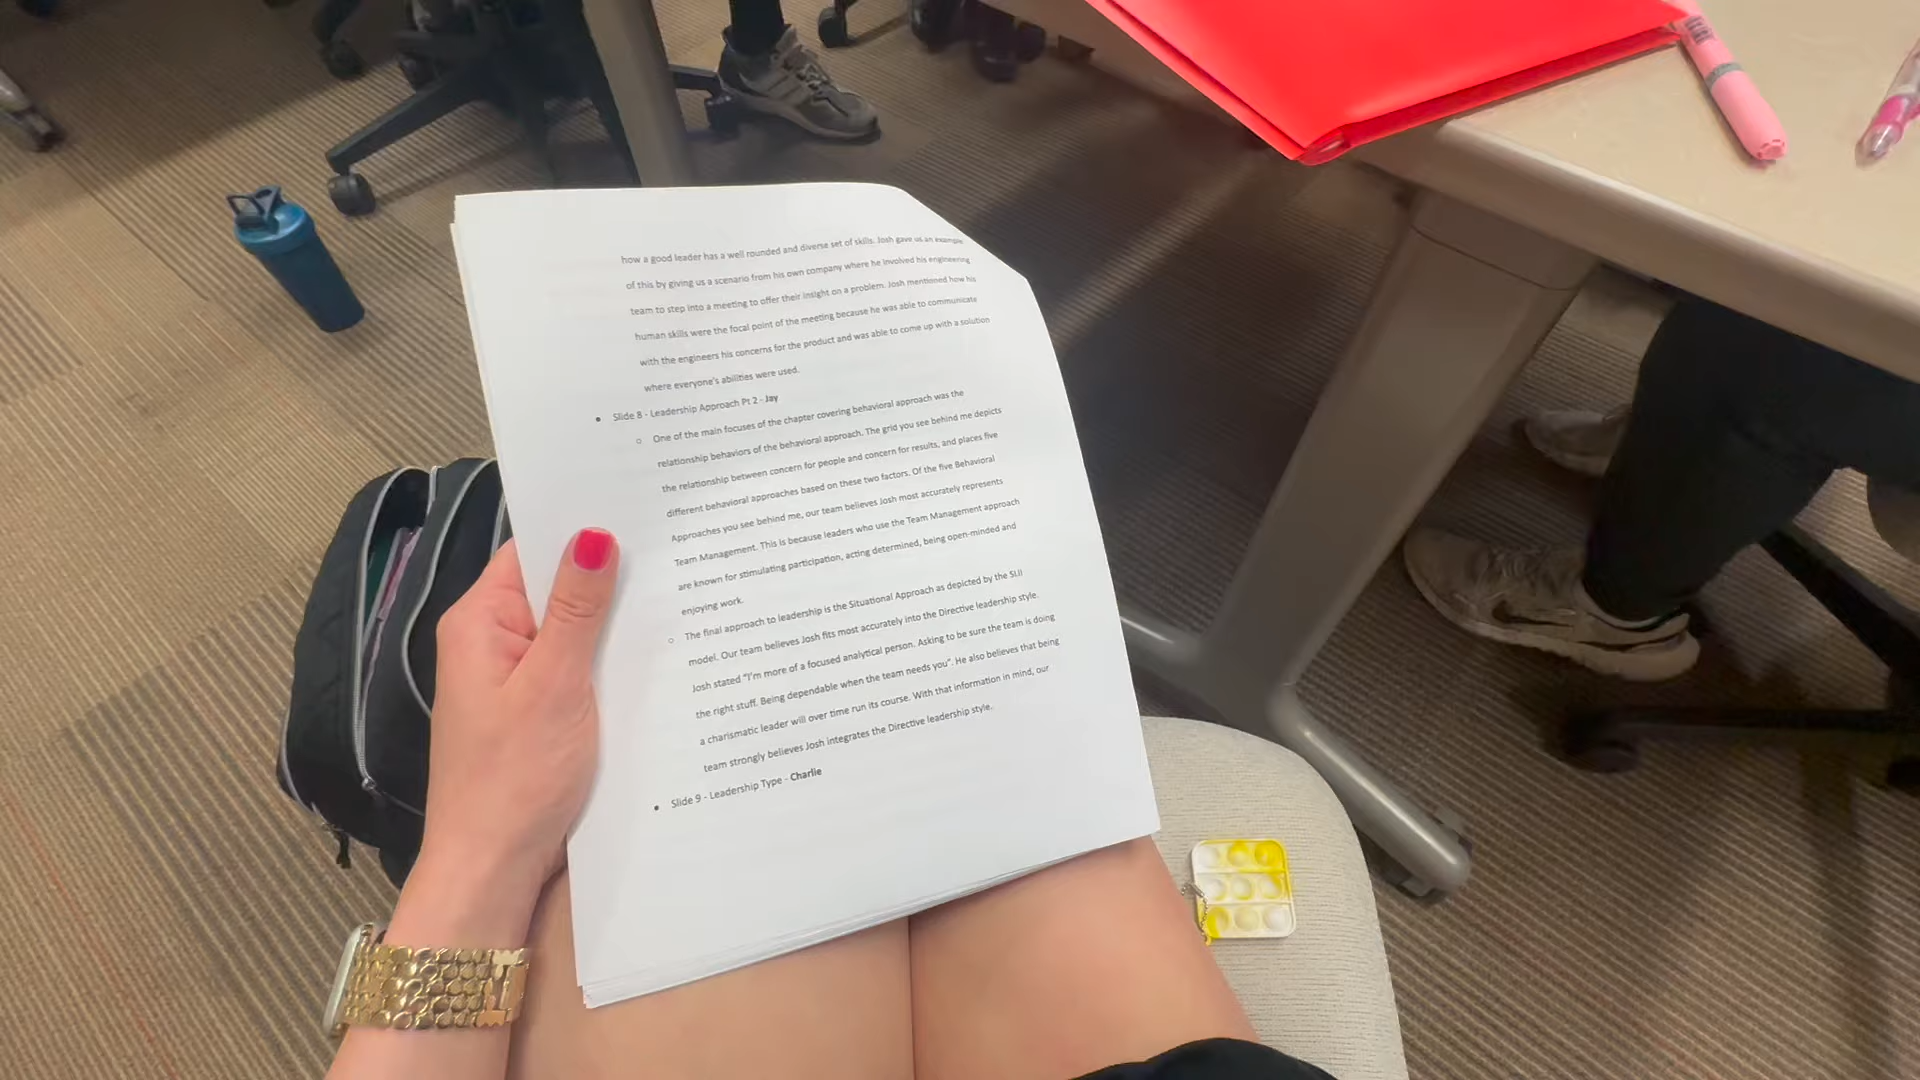 how a good leader has a well rounded and diverse set of skills. Josh gave us an example
of this by giving us a scenario from his own company where he involved his engineering
team to step into a meeting to offer their insight on a problem. Josh mentioned how his
human skills were the focal point of the meeting because he was able to communicate
with the engineers his concerns for the product and was able to come up with a solution
where everyone's abilities were used.
• Slide 8 - Leadership Approach Pt 2 - Jay
○ One of the main focuses of the chapter covering behavioral approach was the
relationship behaviors of the behavioral approach. The grid you see behind me depicts
the relationship between concern for people and concern for results, and places five
different behavioral approaches based on these two factors. Of the five Behavioral
Approaches you see behind me, our team believes Josh most accurately represents
Team Management. This is because leaders who use the Team Management approach
are known for stimulating participation, acting determined, being open-minded and
enjoying work.
○ The final approach to leadership is the Situational Approach as depicted by the SLII
model. Our team believes Josh fits most accurately into the Directive leadership style.
Josh stated "I'm more of a focused analytical person. Asking to be sure the team is doing
the right stuff. Being dependable when the team needs you". He also believes that being
a charismatic leader will over time run its course. With that information in mind, our
team strongly believes Josh integrates the Directive leadership style.
• Slide 9 - Leadership Type - Charlie